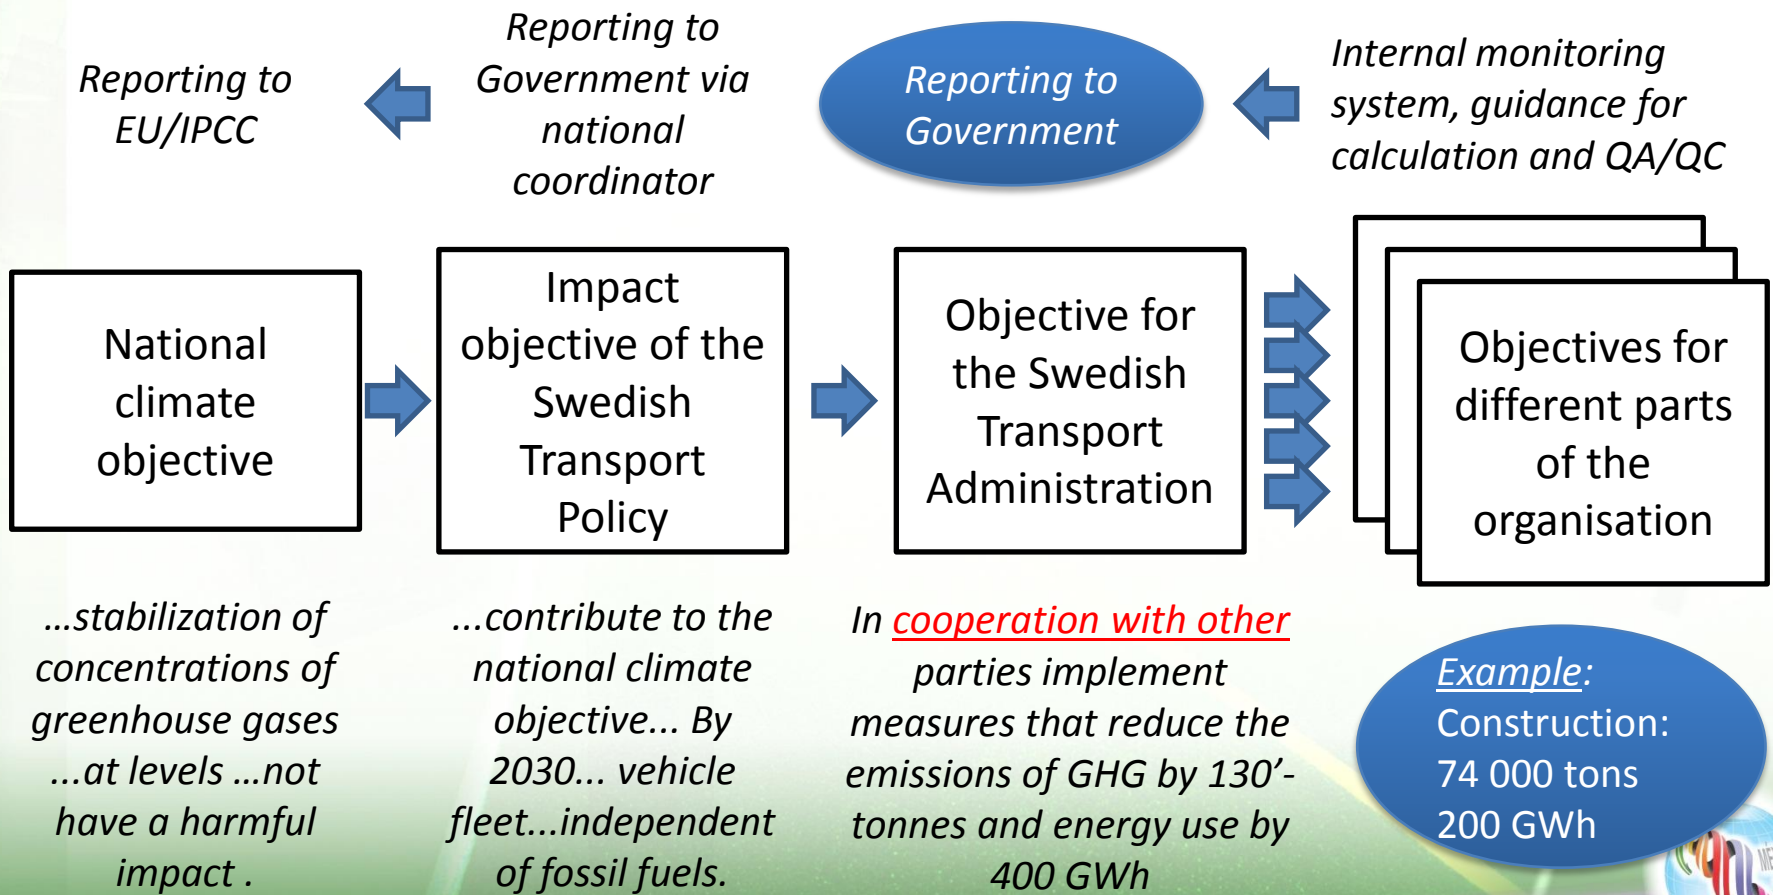 Reporting to
EU/IPCC
Reporting to
Government via
national
coordinator
Reporting to
Government
Internal monitoring
system, guidance for
calculation and QA/QC
National
climate
objective
Impact
objective of the
Swedish
Transport
Policy
Objective for
the Swedish
Transport
Administration
Objectives for
different parts
of the
organisation
...stabilization of
concentrations of
greenhouse gases
...at levels ...not
have a harmful
impact .
...contribute to the
national climate
objective... By
2030... vehicle
fleet...independent
of fossil fuels.
In cooperation with other
parties implement
measures that reduce the
emissions of GHG by 130’-
tonnes and energy use by
400 GWh
Example:
Construction:
74 000 tons
200 GWh